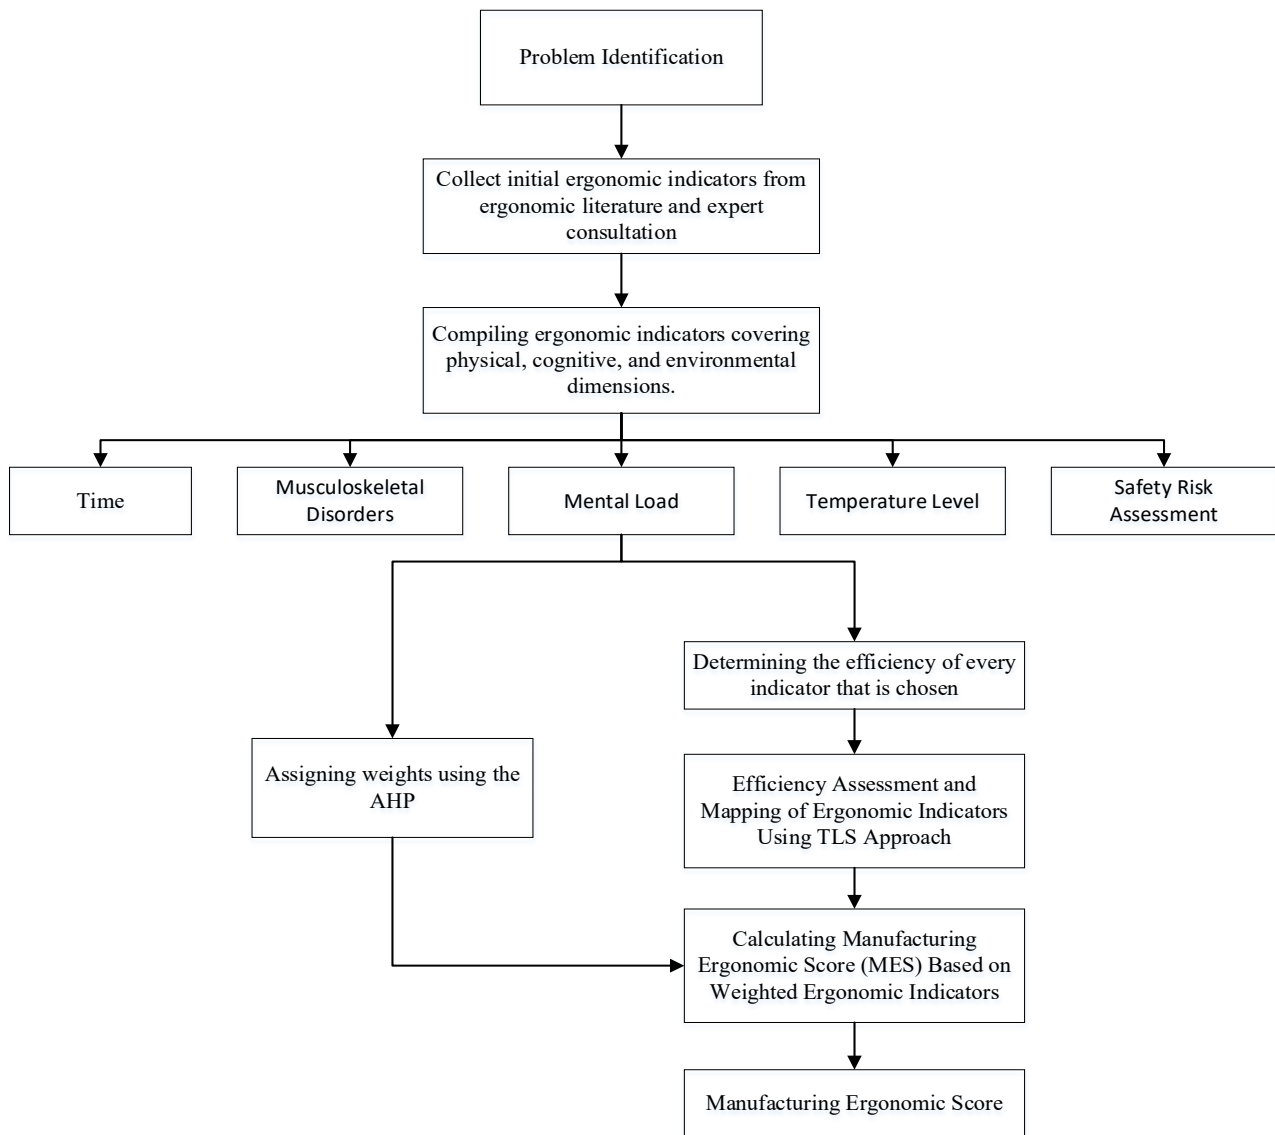 Problem Identification
Collect initial ergonomic indicators from
ergonomic literature and expert
consultation
Compiling ergonomic indicators covering
physical, cognitive, and environmental
dimensions.
Time
Musculoskeletal
Disorders
Mental Load
Temperature Level
Safety Risk
Assessment
Determining the efficiency of every
indicator that is chosen
Assigning weights using the
AHP
Efficiency Assessment and
Mapping of Ergonomic Indicators
Using TLS Approach
Calculating Manufacturing
Ergonomic Score (MES) Based on
Weighted Ergonomic Indicators
Manufacturing Ergonomic Score